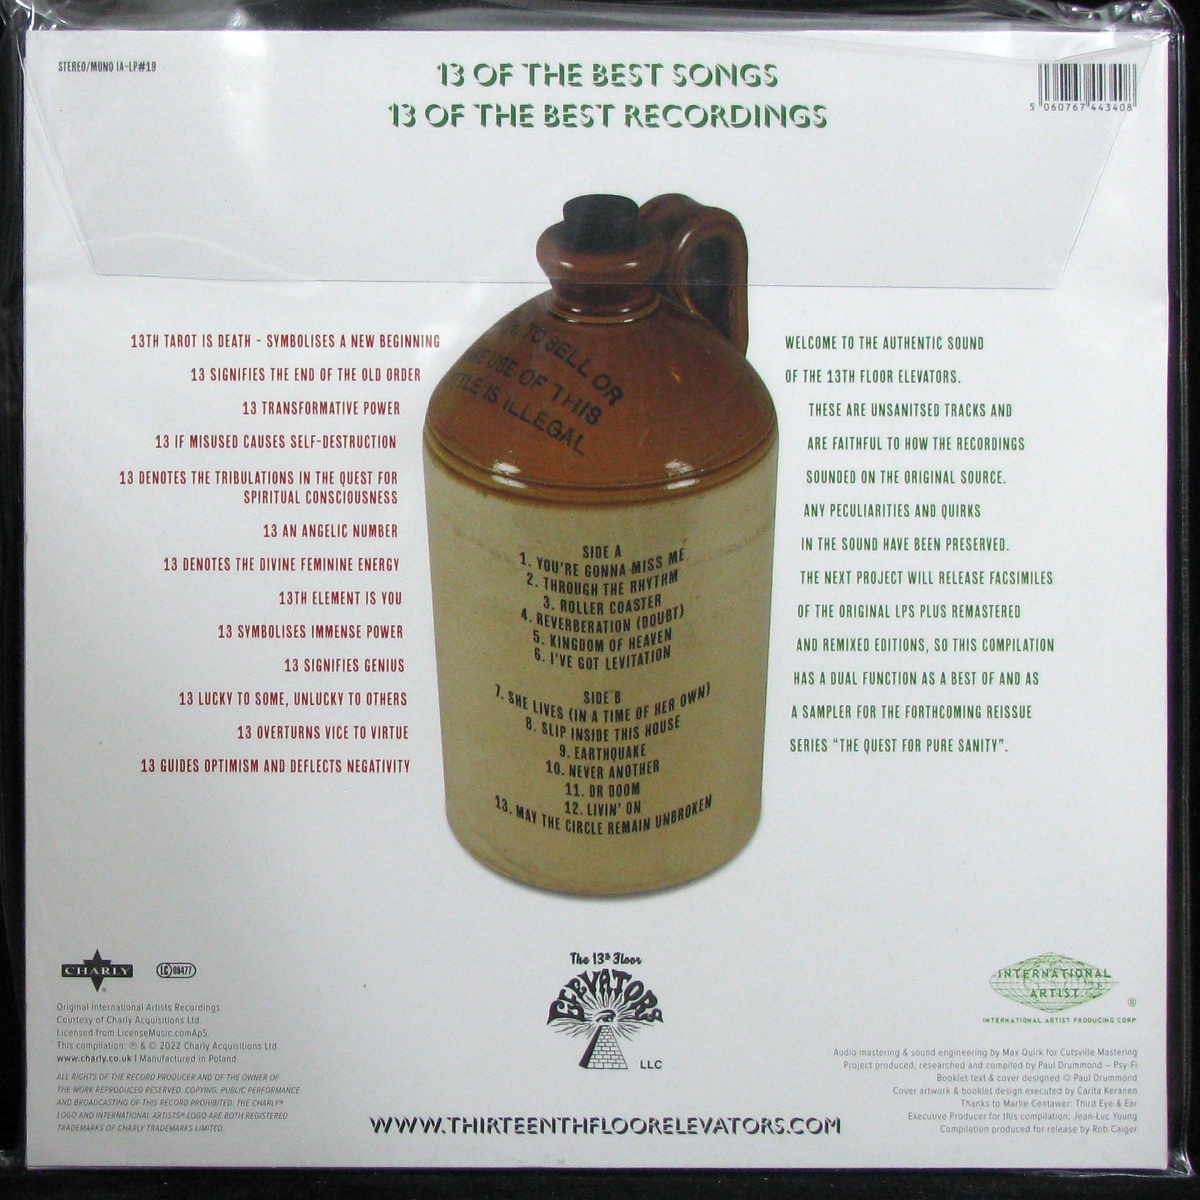 STEREO/MONO IA-LP#19
13 OF THE BEST SONGS
13 OF THE BEST RECORDINGS
5 060767 443408
TO SELL OR
USE OF THIS
IS ILLEGAL
13TH TAROT IS DEATH - SYMBOLISES A NEW BEGINNING
13 SIGNIFIES THE END OF THE OLD ORDER
13 TRANSFORMATIVE POWER
13 IF MISUSED CAUSES SELF-DESTRUCTION
13 DENOTES THE TRIBULATIONS IN THE QUEST FOR
SPIRITUAL CONSCIOUSNESS
13 AN ANGELIC NUMBER
13 DENOTES THE DIVINE FEMININE ENERGY
13TH ELEMENT IS YOU
13 SYMBOLISES IMMENSE POWER
13 SIGNIFIES GENIUS
13 LUCKY TO SOME, UNLUCKY TO OTHERS
13 OVERTURNS VICE TO VIRTUE
13 GUIDES OPTIMISM AND DEFLECTS NEGATIVITY
SIDE A
1. YOU'RE GONNA MISS ME
2. THROUGH THE RHYTHM
3. ROLLER COASTER
4. REVERBERATION (DOUBT)
5. KINGDOM OF HEAVEN
6. I'VE GOT LEVITATION
SIDE B
7. SHE LIVES (IN A TIME OF HER OWN)
8. SLIP INSIDE THIS HOUSE
9. EARTHQUAKE
10. NEVER ANOTHER
11. DR DOOM
12. LIVIN' ON
13. MAY THE CIRCLE REMAIN UNBROKEN
WELCOME TO THE AUTHENTIC SOUND
OF THE 13TH FLOOR ELEVATORS.
THESE ARE UNSANITSED TRACKS AND
ARE FAITHFUL TO HOW THE RECORDINGS
SOUNDED ON THE ORIGINAL SOURCE.
ANY PECULIARITIES AND QUIRKS
IN THE SOUND HAVE BEEN PRESERVED.
THE NEXT PROJECT WILL RELEASE FACSIMILES
OF THE ORIGINAL LPS PLUS REMASTERED
AND REMIXED EDITIONS, SO THIS COMPILATION
HAS A DUAL FUNCTION AS A BEST OF AND AS
A SAMPLER FOR THE FORTHCOMING REISSUE
SERIES "THE QUEST FOR PURE SANITY".
CHARLY®
LC 08477
Original International Artists Recordings
Courtesy of Charly Acquisitions Ltd.
Licensed from LicenseMusic.comApS.
This compilation: ℗ & © 2022 Charly Acquisitions Ltd.
www.charly.co.uk | Manufactured in Poland
ALL RIGHTS OF THE RECORD PRODUCER AND OF THE OWNER OF
THE WORK REPRODUCED RESERVED. COPYING, PUBLIC PERFORMANCE
AND BROADCASTING OF THIS RECORD PROHIBITED. THE CHARLY®
LOGO AND INTERNATIONAL ARTISTS® LOGO ARE BOTH REGISTERED
TRADEMARKS OF CHARLY TRADEMARKS LIMITED.
The 13th Floor
ELEVATORS
LLC
WWW.THIRTEENTHFLOORELEVATORS.COM
INTERNATIONAL
ARTIST
®
INTERNATIONAL ARTIST PRODUCING CORP
Audio mastering & sound engineering by Max Quirk for Cutsville Mastering
Project produced, researched and compiled by Paul Drummond – Psy-Fi
Booklet text & cover designed © Paul Drummond
Cover artwork & booklet design executed by Carita Keranen
Thanks to Marlie Centawer: Third Eye & Ear
Executive Producer for this compilation: Jean-Luc Young
Compilation produced for release by Rob Caiger